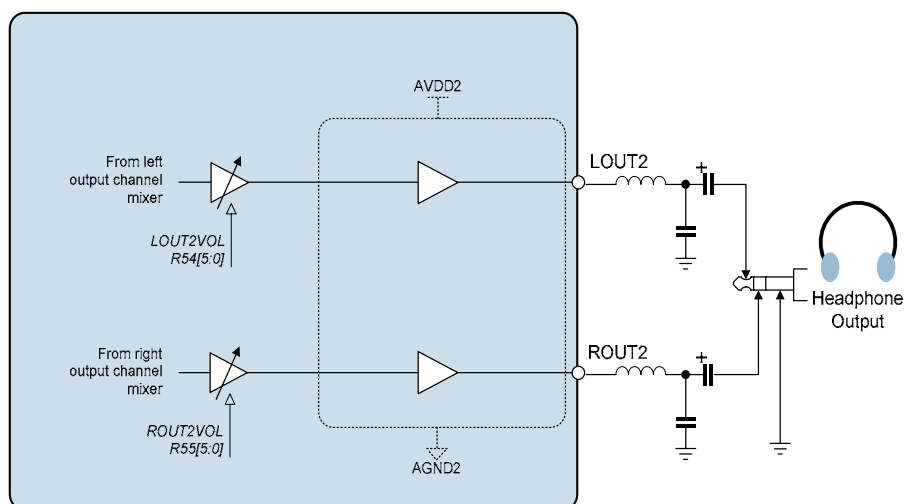 AVDD2
From left
output channel
mixer
LOUT2VOL
R54[5:0]
LOUT2
+
Headphone
Output
From right
output channel
mixer
ROUT2VOL
R55[5:0]
ROUT2
+
AGND2